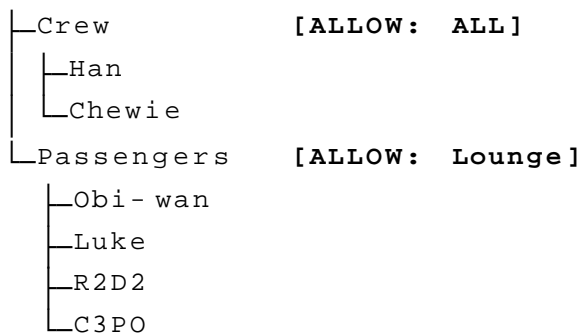 Crew [ALLOW: ALL]
Han
Chewie
Passengers [ALLOW: Lounge]
Obi-wan
Luke
R2D2
C3PO